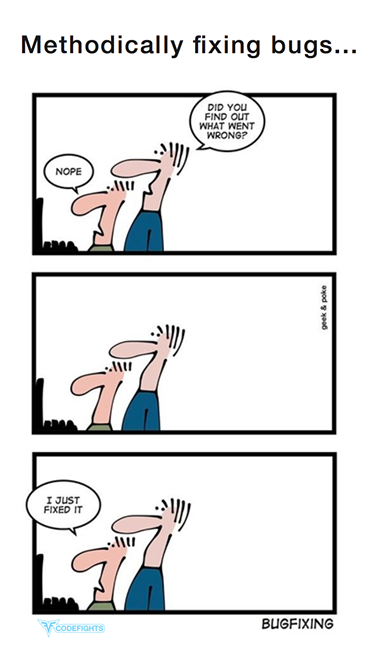 Methodically fixing bugs...
DID YOU
FIND OUT
WHAT WENT
WRONG?
NOPE
geek & poke
I JUST
FIXED IT
BUGFIXING
CODEFIGHTS